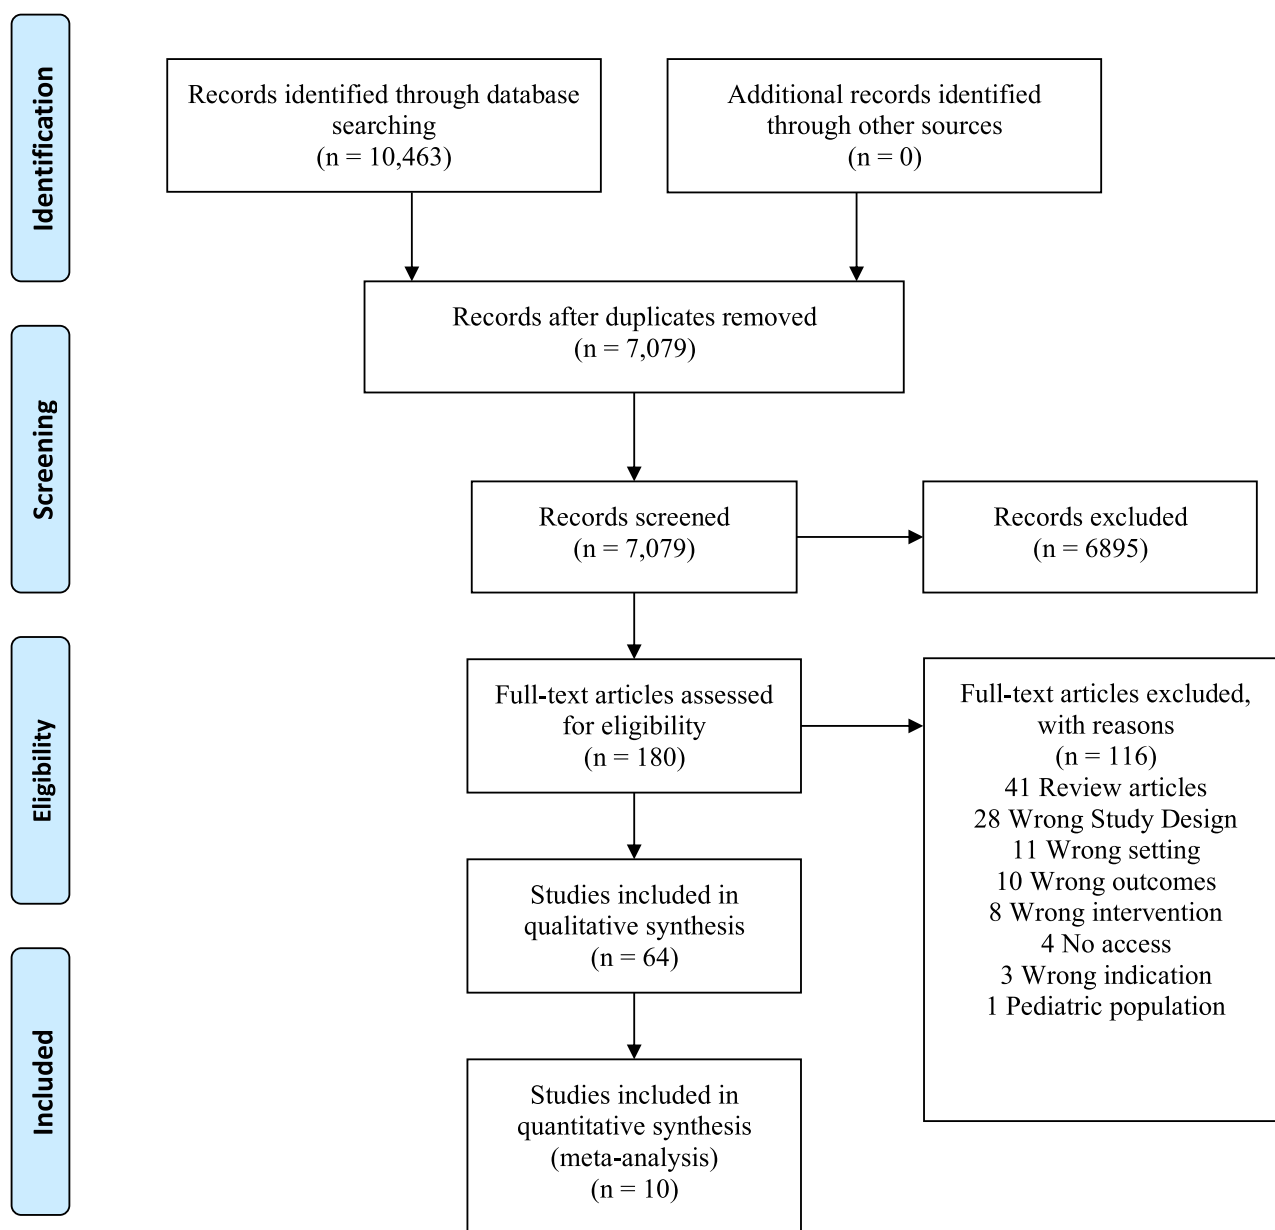 Identification
Records identified through database
searching
(n = 10,463)
Additional records identified
through other sources
(n = 0)
Records after duplicates removed
(n = 7,079)
Screening
Records screened
(n = 7,079)
Records excluded
(n = 6895)
Eligibility
Full-text articles assessed
for eligibility
(n = 180)
Full-text articles excluded,
with reasons
(n = 116)
41 Review articles
28 Wrong Study Design
11 Wrong setting
10 Wrong outcomes
8 Wrong intervention
4 No access
3 Wrong indication
1 Pediatric population
Studies included in
qualitative synthesis
(n = 64)
Included
Studies included in
quantitative synthesis
(meta-analysis)
(n = 10)